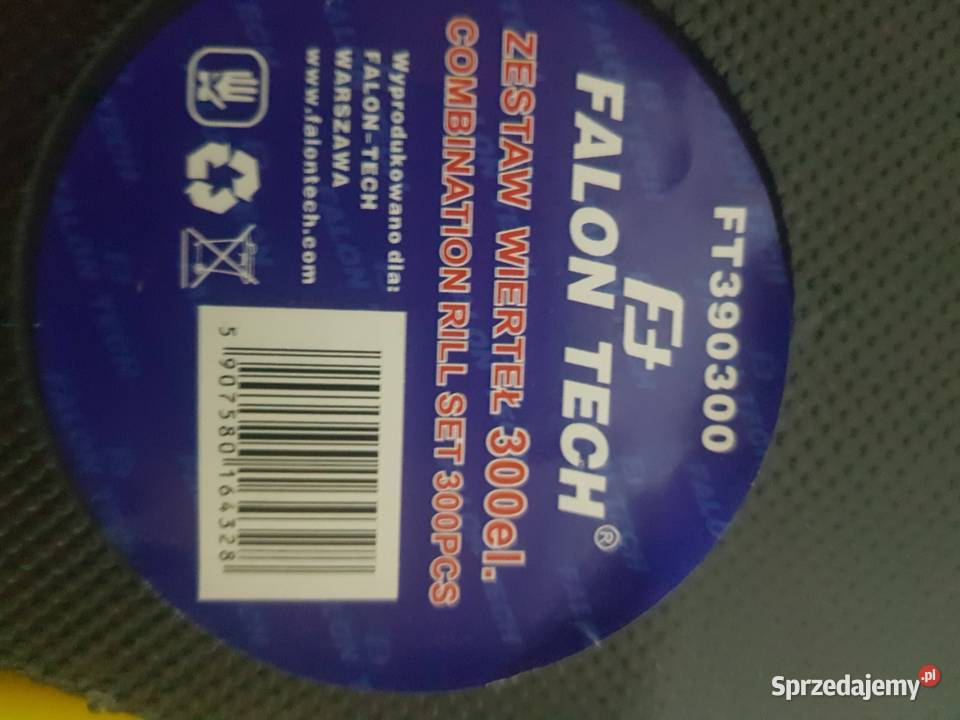 FT390300
Ft
FALON TECH®
ZESTAW WIERTEŁ 300el.
COMBINATION RILL SET 300PCS
Wyprodukowano dla:
FALON-TECH
WARSZAWA
www.falontech.com
5 907580 164328
Sprzedajemy.pl